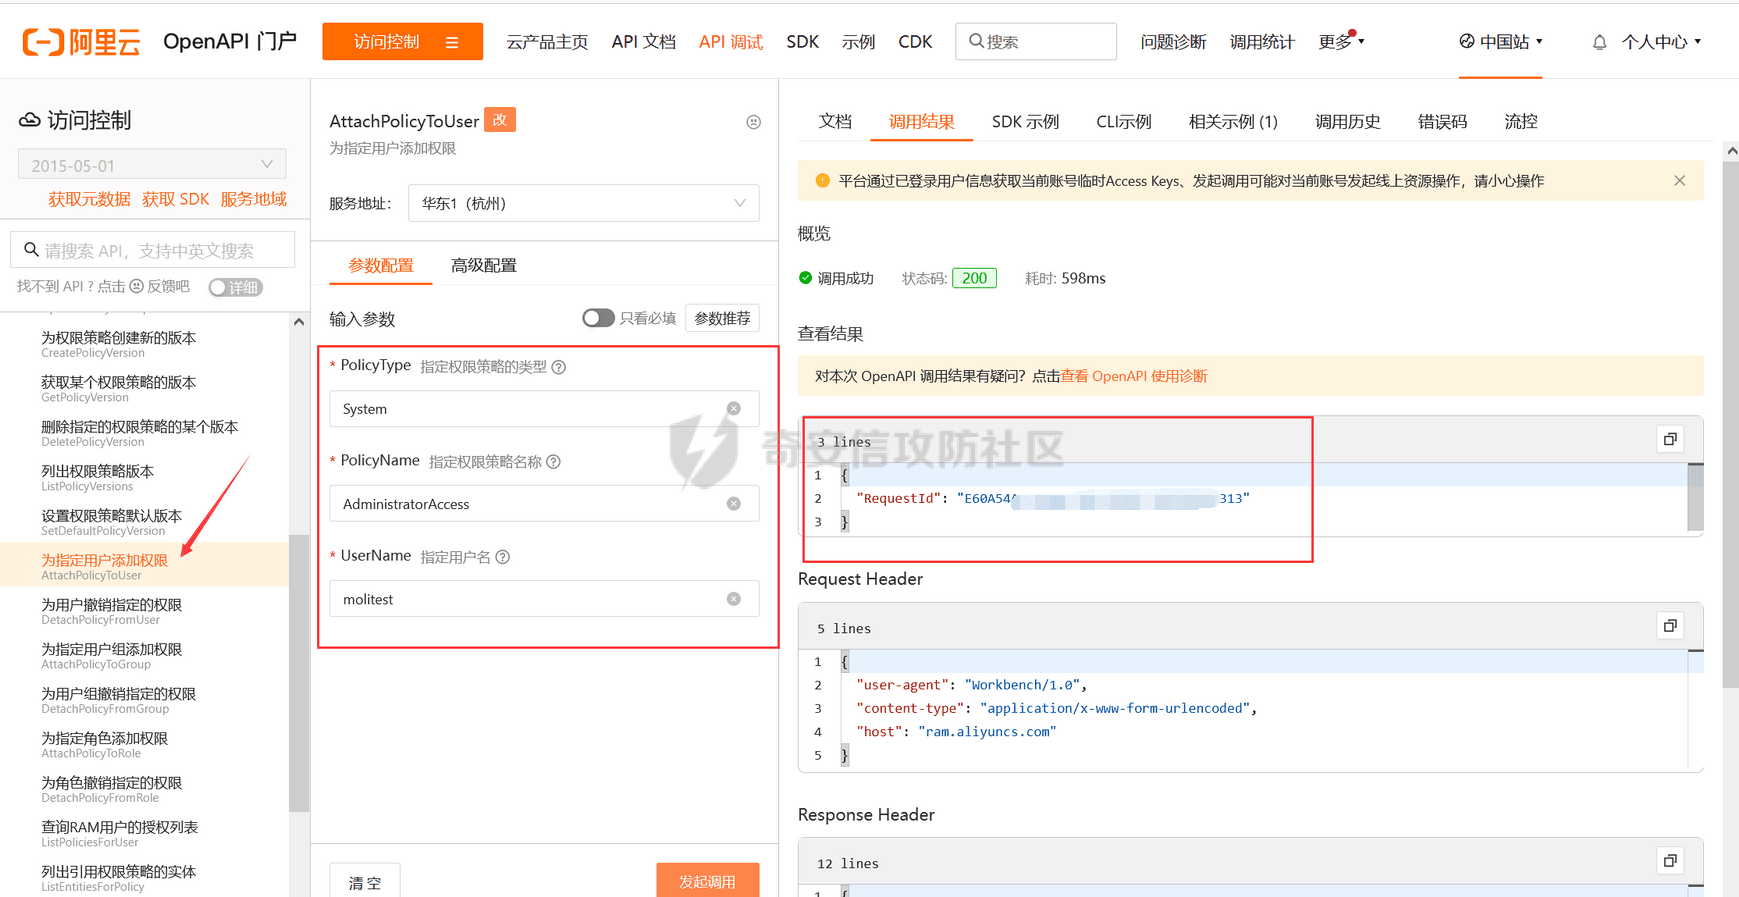 阿里云 OpenAPI 门户 访问控制 云产品主页 API 文档 API 调试 SDK 示例 CDK 搜索 问题诊断 调用统计 更多 中国站 个人中心
访问控制
2015-05-01
获取元数据 获取 SDK 服务地域
请搜索 API，支持中英文搜索
找不到 API ? 点击 反馈吧 详细
为权限策略创建新的版本
CreatePolicyVersion
获取某个权限策略的版本
GetPolicyVersion
删除指定的权限策略的某个版本
DeletePolicyVersion
列出权限策略版本
ListPolicyVersions
设置权限策略默认版本
SetDefaultPolicyVersion
为指定用户添加权限
AttachPolicyToUser
为用户撤销指定的权限
DetachPolicyFromUser
为指定用户组添加权限
AttachPolicyToGroup
为用户组撤销指定的权限
DetachPolicyFromGroup
为指定角色添加权限
AttachPolicyToRole
为角色撤销指定的权限
DetachPolicyFromRole
查询RAM用户的授权列表
ListPoliciesForUser
列出引用权限策略的实体
ListEntitiesForPolicy
AttachPolicyToUser 改
为指定用户添加权限
服务地址： 华东1（杭州）
参数配置 高级配置
输入参数 只看必填 参数推荐
* PolicyType 指定权限策略的类型
System
* PolicyName 指定权限策略名称
AdministratorAccess
* UserName 指定用户名
molitest
清 空 发起调用
文档 调用结果 SDK 示例 CLI示例 相关示例 (1) 调用历史 错误码 流控
平台通过已登录用户信息获取当前账号临时Access Keys、发起调用可能对当前账号发起线上资源操作，请小心操作
概览
调用成功 状态码: 200 耗时: 598ms
查看结果
对本次 OpenAPI 调用结果有疑问？点击查看 OpenAPI 使用诊断
奇安信攻防社区
3 lines
1 {
2 "RequestId": "E60A54 313"
3 }
Request Header
5 lines
1 {
2 "user-agent": "Workbench/1.0",
3 "content-type": "application/x-www-form-urlencoded",
4 "host": "ram.aliyuncs.com"
5 }
Response Header
12 lines
1 {